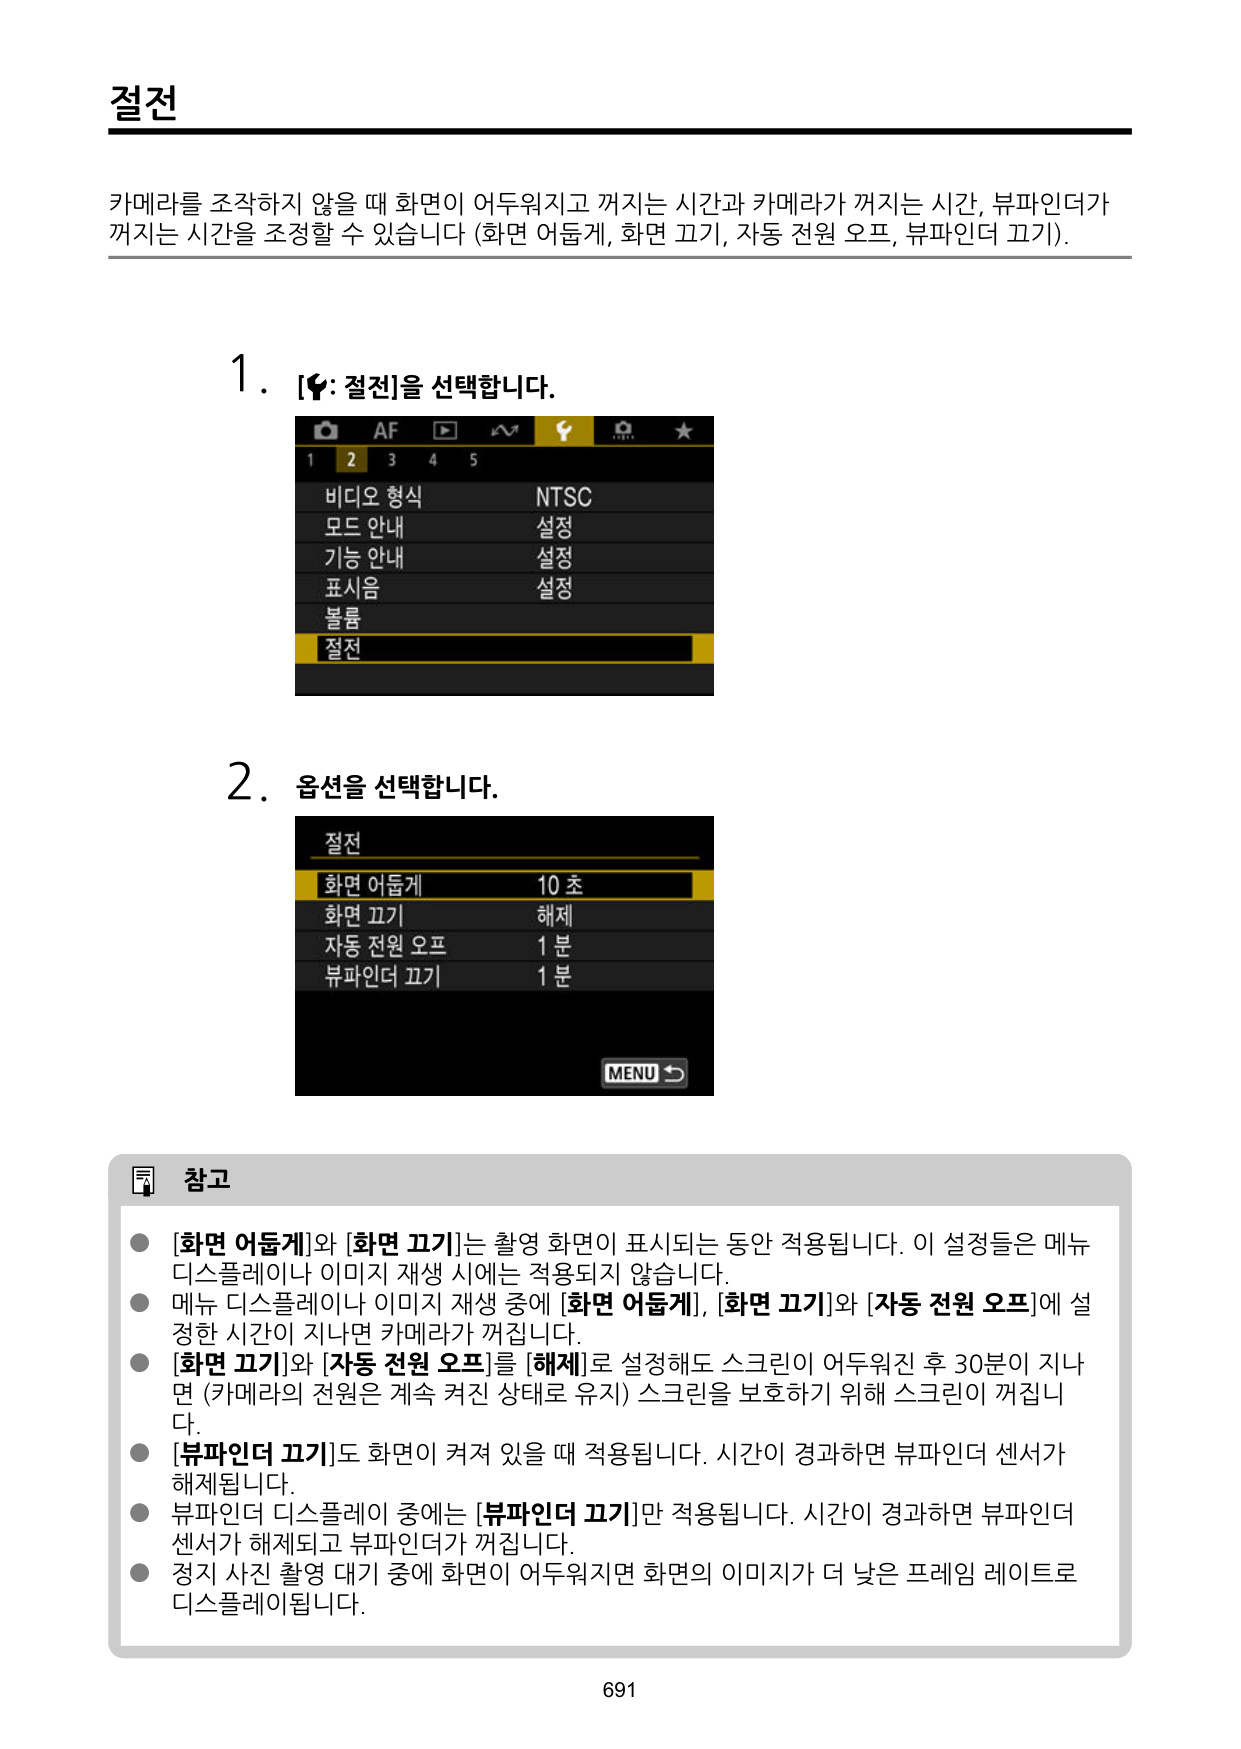 절전
카메라를 조작하지 않을 때 화면이 어두워지고 꺼지는 시간과 카메라가 꺼지는 시간, 뷰파인더가
꺼지는 시간을 조정할 수 있습니다 (화면 어둡게, 화면 끄기, 자동 전원 오프, 뷰파인더 끄기).
1. [: 절전]을 선택합니다.
AF
1 2 3 4 5
비디오 형식 NTSC
모드 안내 설정
기능 안내 설정
표시음 설정
볼륨
절전
2. 옵션을 선택합니다.
절전
화면 어둡게 10 초
화면 끄기 해제
자동 전원 오프 1 분
뷰파인더 끄기 1 분
MENU
참고
● [화면 어둡게]와 [화면 끄기]는 촬영 화면이 표시되는 동안 적용됩니다. 이 설정들은 메뉴
디스플레이나 이미지 재생 시에는 적용되지 않습니다.
● 메뉴 디스플레이나 이미지 재생 중에 [화면 어둡게], [화면 끄기]와 [자동 전원 오프]에 설
정한 시간이 지나면 카메라가 꺼집니다.
● [화면 끄기]와 [자동 전원 오프]를 [해제]로 설정해도 스크린이 어두워진 후 30분이 지나
면 (카메라의 전원은 계속 켜진 상태로 유지) 스크린을 보호하기 위해 스크린이 꺼집니
다.
● [뷰파인더 끄기]도 화면이 켜져 있을 때 적용됩니다. 시간이 경과하면 뷰파인더 센서가
해제됩니다.
● 뷰파인더 디스플레이 중에는 [뷰파인더 끄기]만 적용됩니다. 시간이 경과하면 뷰파인더
센서가 해제되고 뷰파인더가 꺼집니다.
● 정지 사진 촬영 대기 중에 화면이 어두워지면 화면의 이미지가 더 낮은 프레임 레이트로
디스플레이됩니다.
691